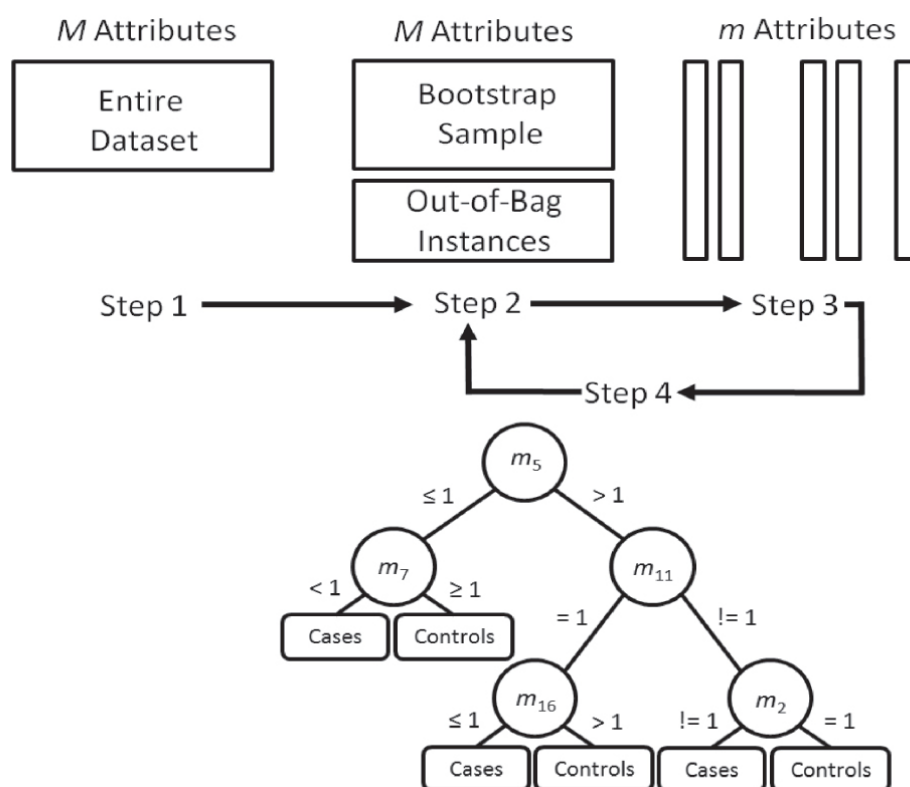 M Attributes
M Attributes
m Attributes
Entire
Dataset
Bootstrap
Sample
Out-of-Bag
Instances
Step 1
Step 2
Step 3
Step 4
m₅
≤ 1
> 1
m₇
m₁₁
< 1
≥ 1
= 1
!= 1
Cases
Controls
m₁₆
m₂
≤ 1
> 1
!= 1
= 1
Cases
Controls
Cases
Controls